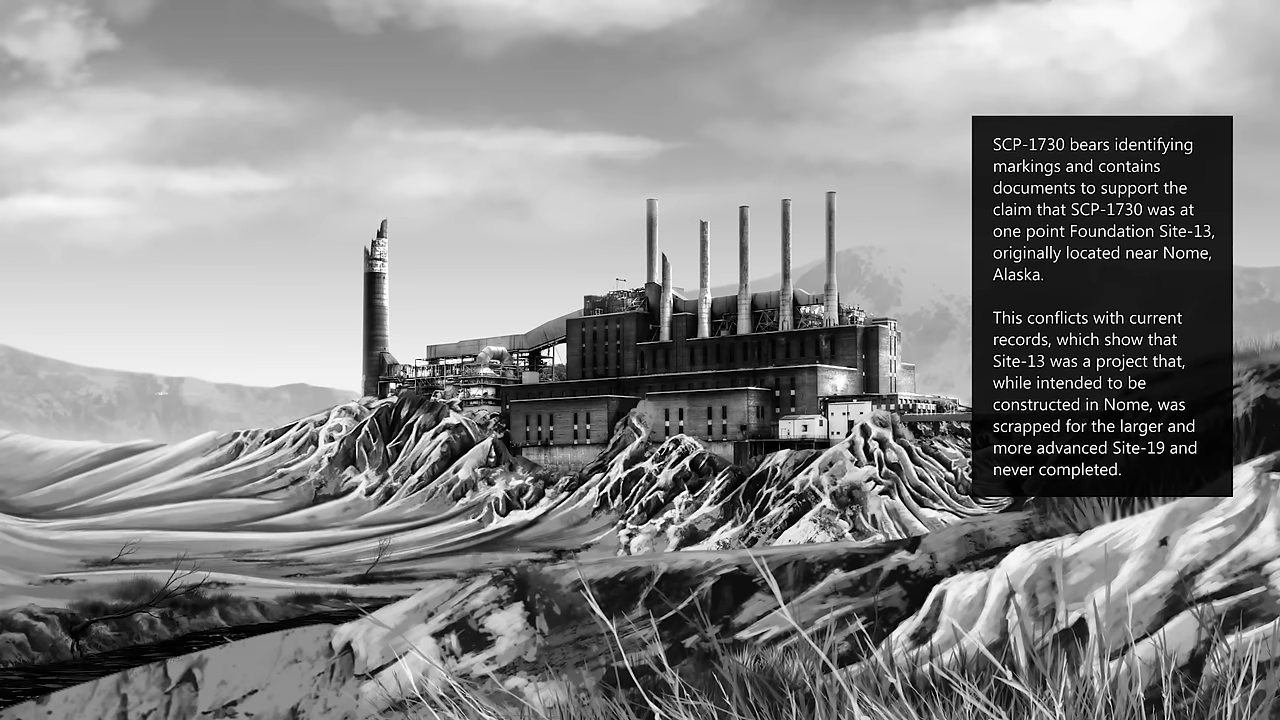 SCP-1730 bears identifying
markings and contains
documents to support the
claim that SCP-1730 was at
one point Foundation Site-13,
originally located near Nome,
Alaska.
This conflicts with current
records, which show that
Site-13 was a project that,
while intended to be
constructed in Nome, was
scrapped for the larger and
more advanced Site-19 and
never completed.